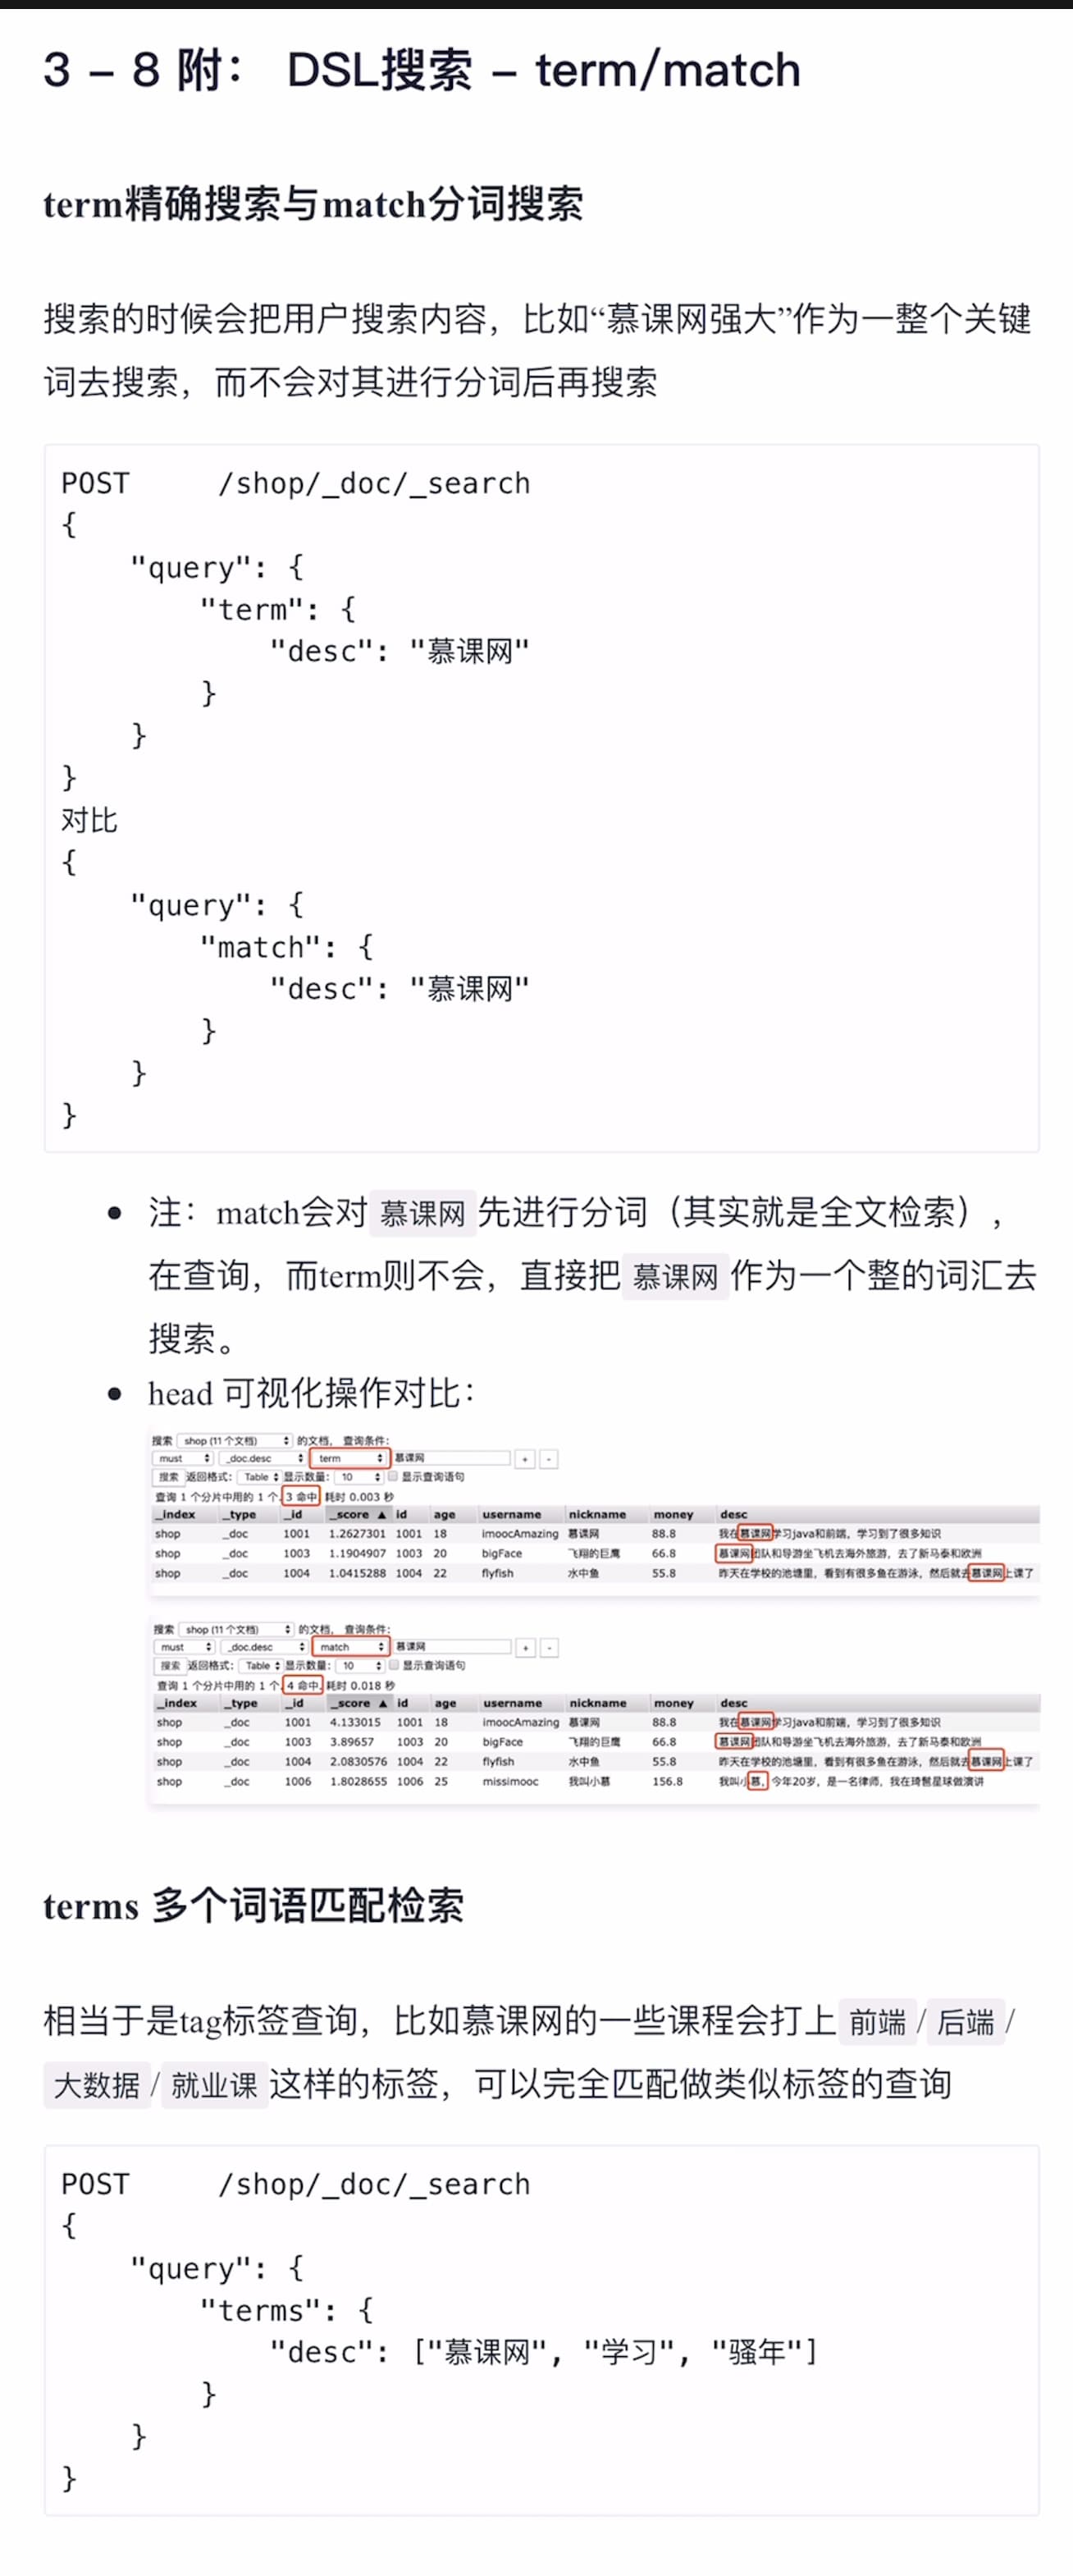 3 – 8 附： DSL搜索 – term/match
term精确搜索与match分词搜索
搜索的时候会把用户搜索内容，比如“慕课网强大”作为一整个关键
词去搜索，而不会对其进行分词后再搜索
POST /shop/_doc/_search
{
"query": {
"term": {
"desc": "慕课网"
}
}
}
对比
{
"query": {
"match": {
"desc": "慕课网"
}
}
}
注：match会对 慕课网 先进行分词（其实就是全文检索），
在查询，而term则不会，直接把 慕课网 作为一个整的词汇去
搜索。
head 可视化操作对比：
搜索 shop (11 个文档) 的文档， 查询条件：
must _doc.desc term 慕课网 + -
搜索 返回格式： Table 显示数量： 10 显示查询语句
查询 1 个分片中用的 1 个. 3 命中. 耗时 0.003 秒
_index _type _id _score ▲ id age username nickname money desc
shop _doc 1001 1.2627301 1001 18 imoocAmazing 慕课网 88.8 我在慕课网学习java和前端，学习到了很多知识
shop _doc 1003 1.1904907 1003 20 bigFace 飞翔的巨鹰 66.8 慕课网团队和导游坐飞机去海外旅游，去了新马泰和欧洲
shop _doc 1004 1.0415288 1004 22 flyfish 水中鱼 55.8 昨天在学校的池塘里，看到有很多鱼在游泳，然后就去慕课网上课了
搜索 shop (11 个文档) 的文档， 查询条件：
must _doc.desc match 慕课网 + -
搜索 返回格式： Table 显示数量： 10 显示查询语句
查询 1 个分片中用的 1 个. 4 命中. 耗时 0.018 秒
_index _type _id _score ▲ id age username nickname money desc
shop _doc 1001 4.133015 1001 18 imoocAmazing 慕课网 88.8 我在慕课网学习java和前端，学习到了很多知识
shop _doc 1003 3.89657 1003 20 bigFace 飞翔的巨鹰 66.8 慕课网团队和导游坐飞机去海外旅游，去了新马泰和欧洲
shop _doc 1004 2.0830576 1004 22 flyfish 水中鱼 55.8 昨天在学校的池塘里，看到有很多鱼在游泳，然后就去慕课网上课了
shop _doc 1006 1.8028655 1006 25 missimooc 我叫小慕 156.8 我叫小慕，今年20岁，是一名律师，我在琦䯲星球做演讲
terms 多个词语匹配检索
相当于是tag标签查询，比如慕课网的一些课程会打上 前端 / 后端 /
大数据 / 就业课 这样的标签，可以完全匹配做类似标签的查询
POST /shop/_doc/_search
{
"query": {
"terms": {
"desc": ["慕课网", "学习", "骚年"]
}
}
}